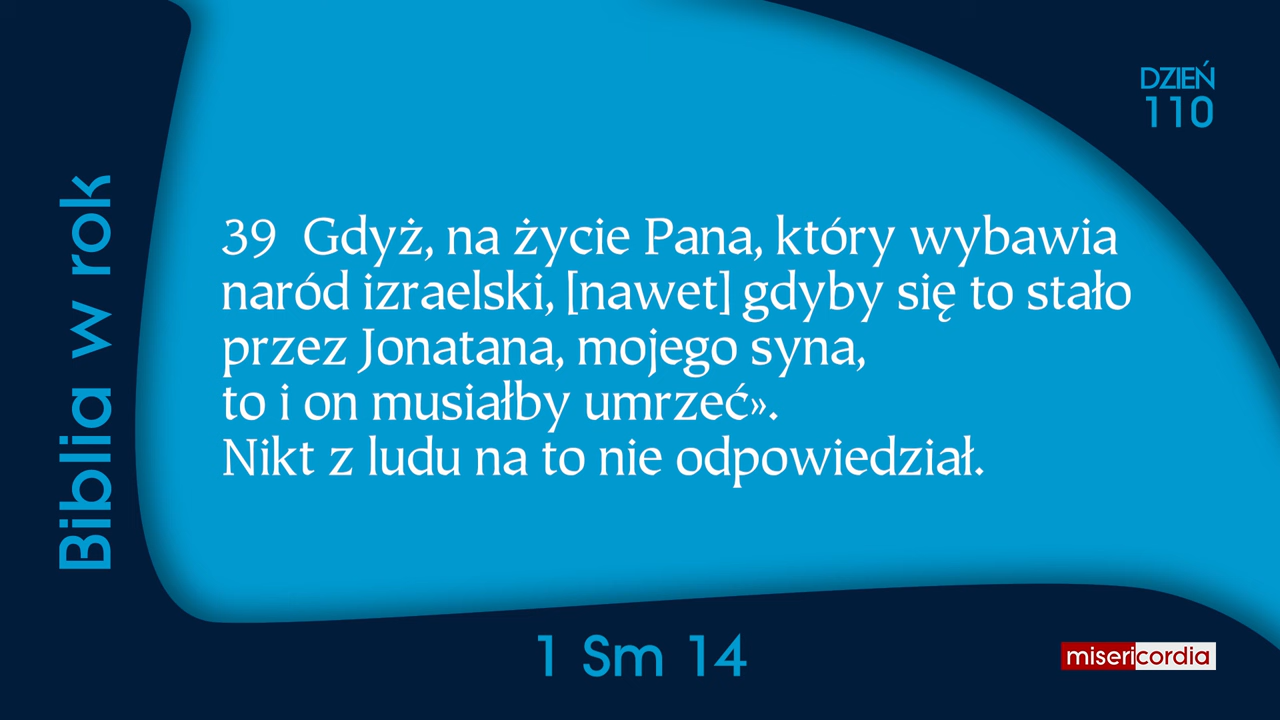 DZIEŃ
110
Biblia w rok
39 Gdyż, na życie Pana, który wybawia
naród izraelski, [nawet] gdyby się to stało
przez Jonatana, mojego syna,
to i on musiałby umrzeć».
Nikt z ludu na to nie odpowiedział.
1 Sm 14
misericordia